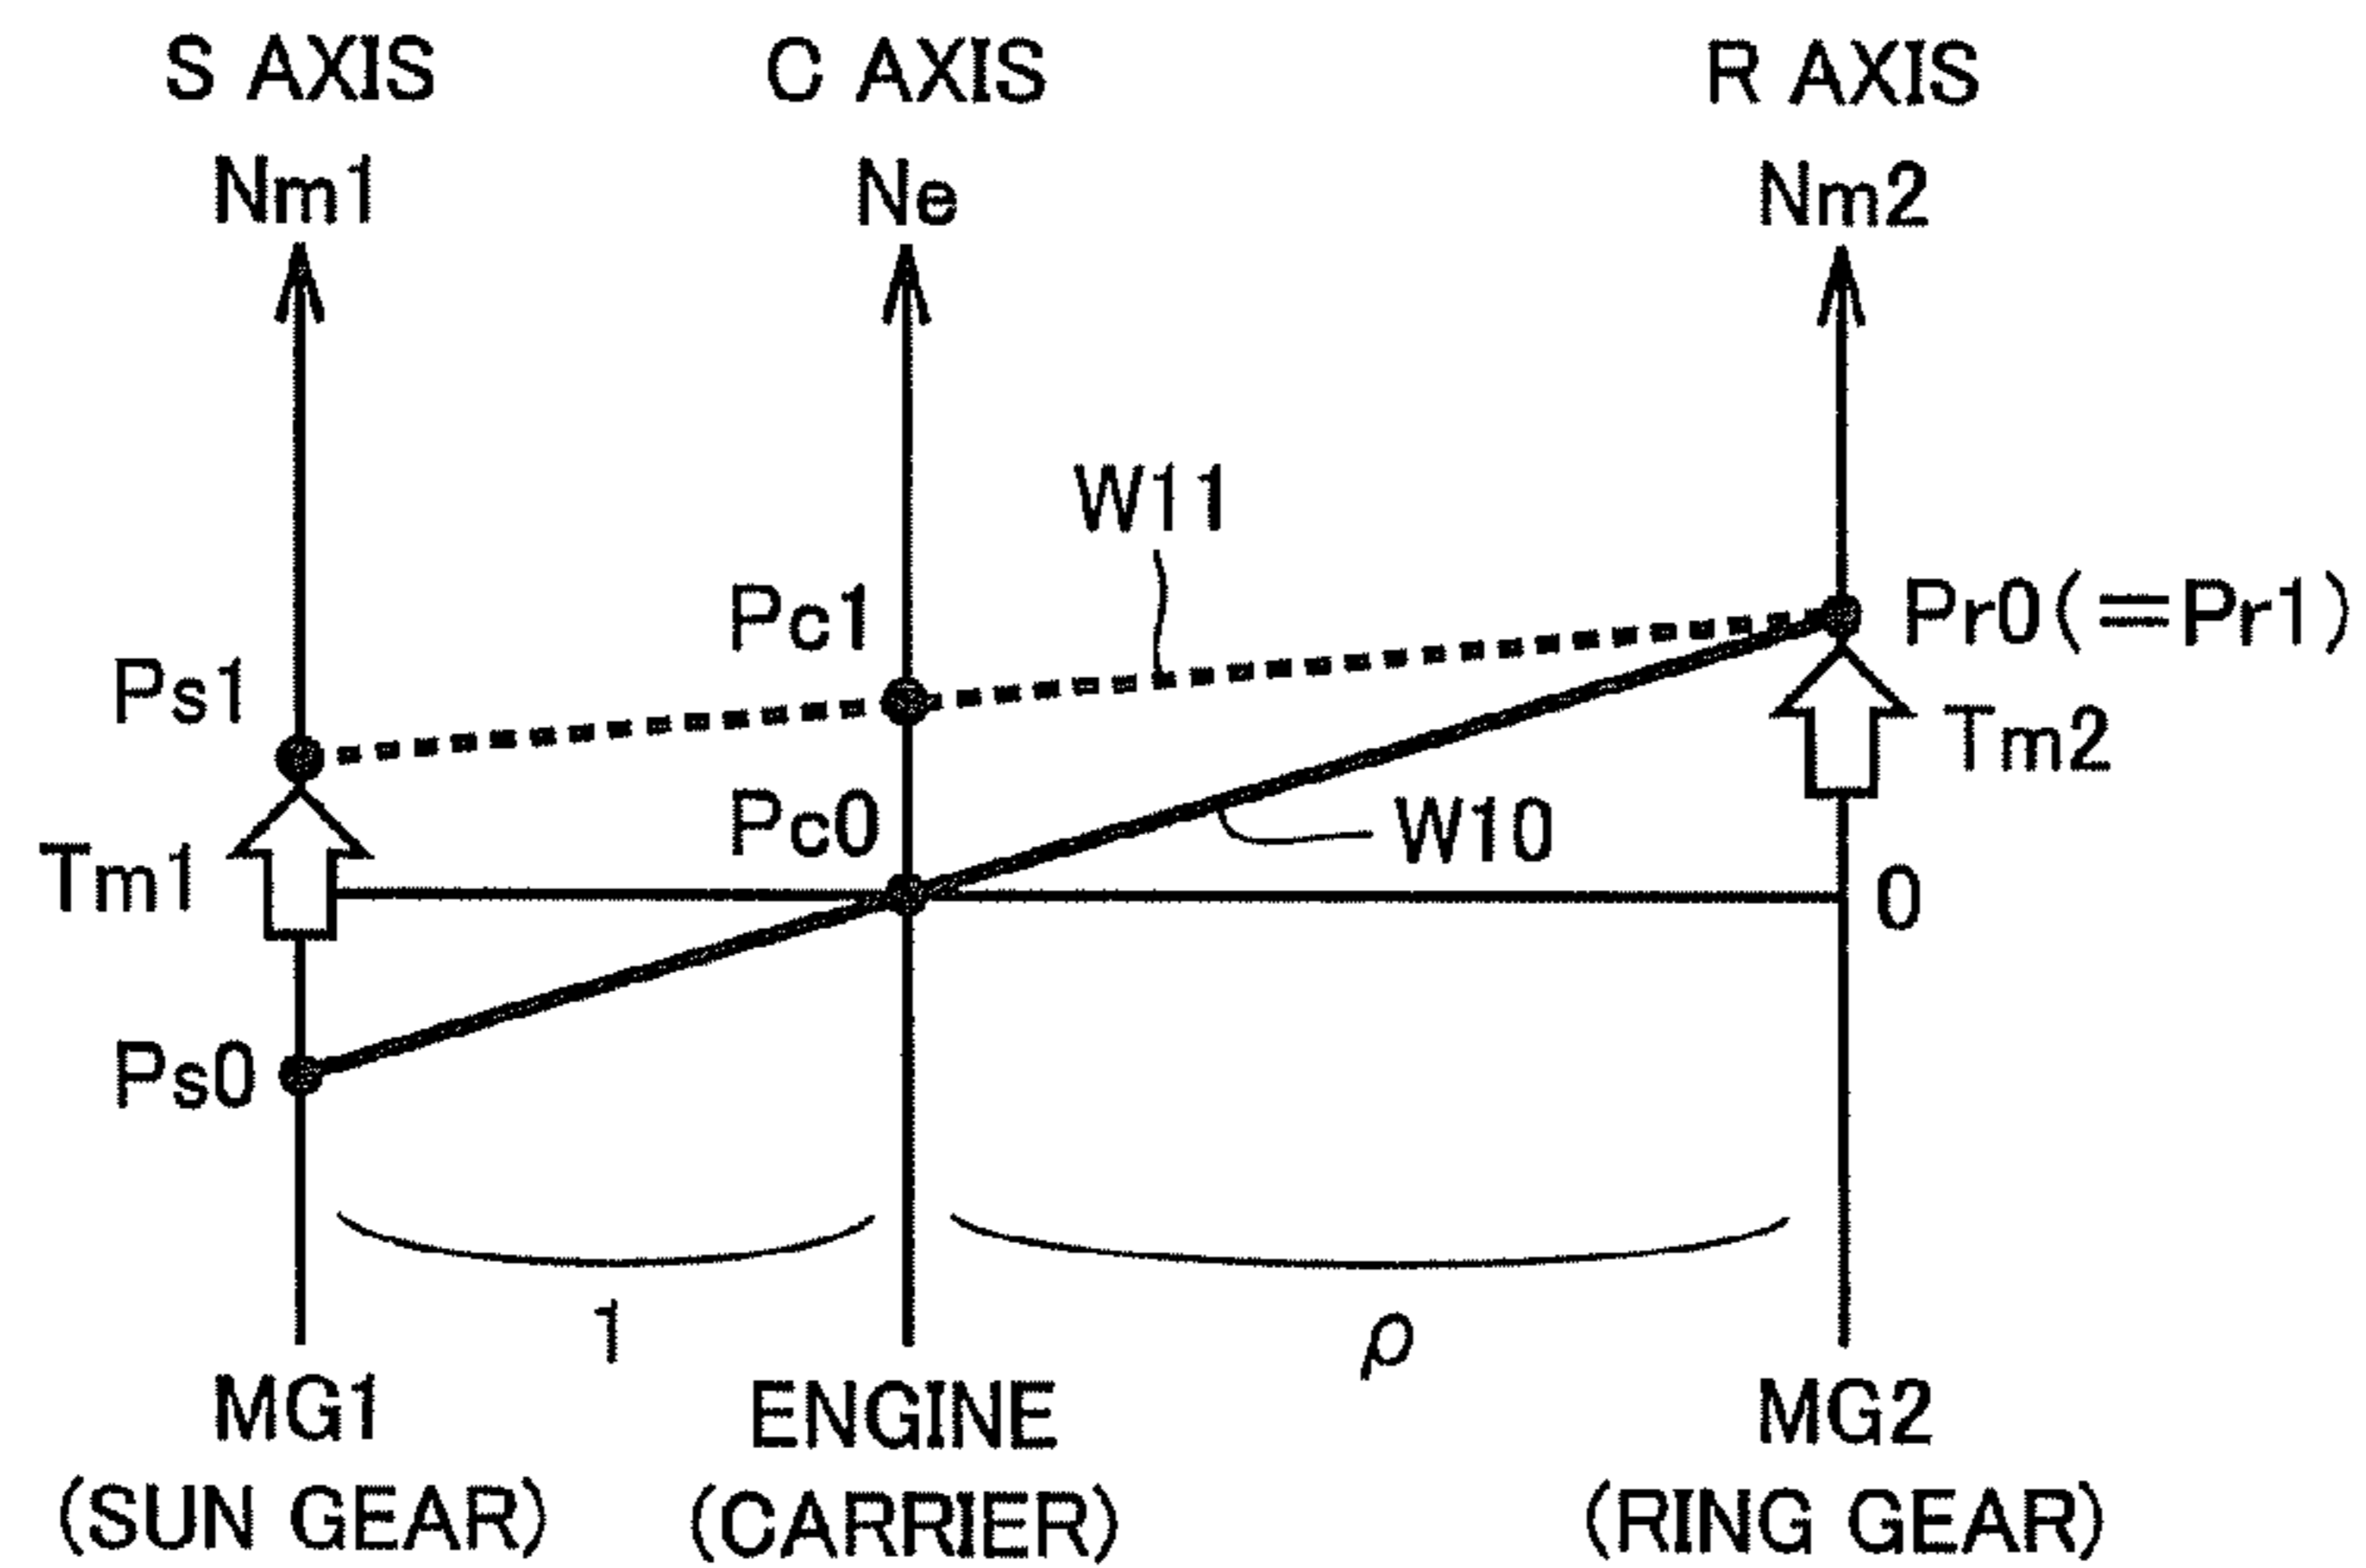 S AXIS
C AXIS
R AXIS
Nm1
Ne
Nm2
W11
Pc1
Pr0(=Pr1)
Ps1
Tm2
Pc0
W10
Tm1
0
Ps0
1
ρ
MG1
ENGINE
MG2
(SUN GEAR)
(CARRIER)
(RING GEAR)